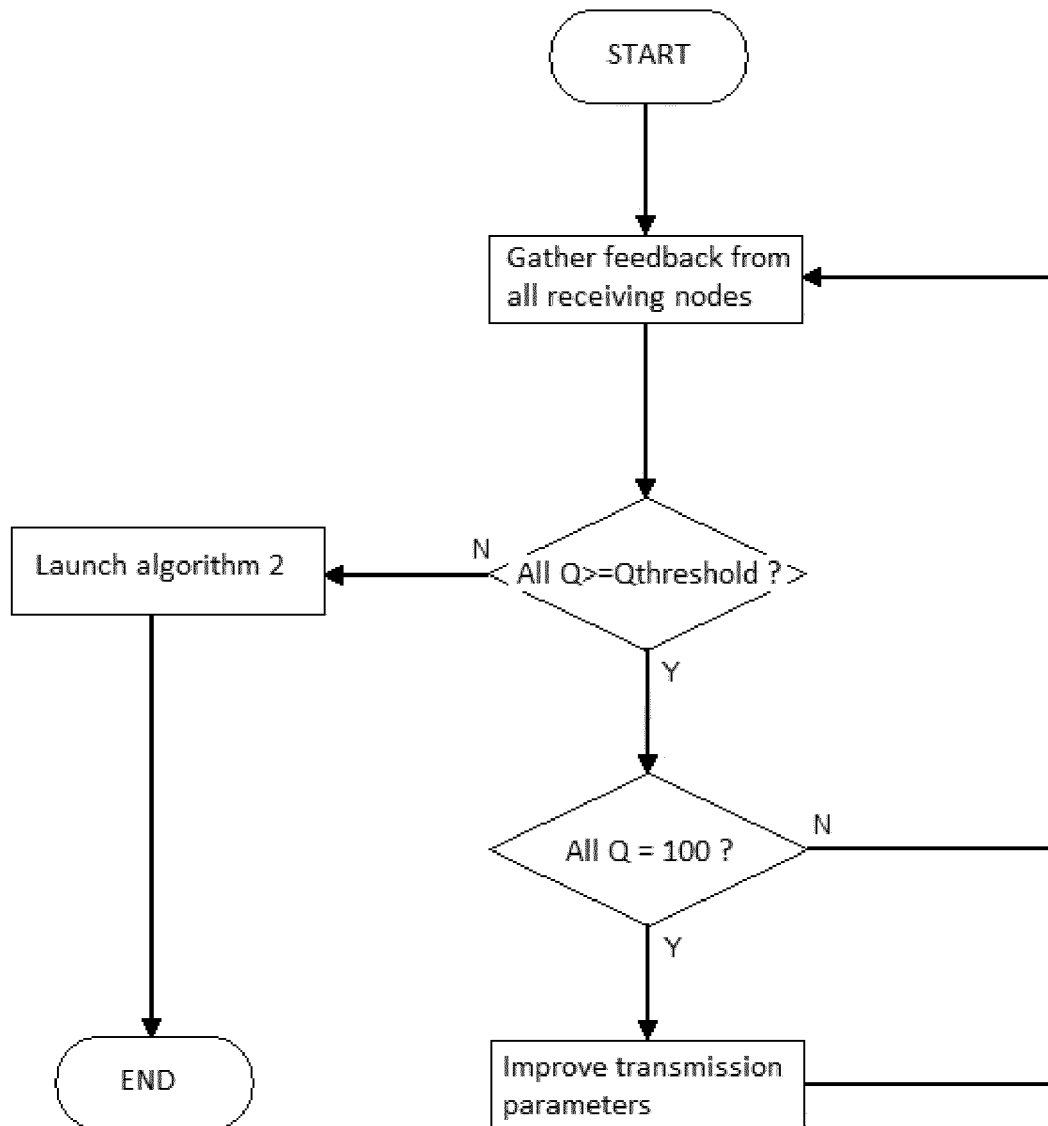 START
Gather feedback from
all receiving nodes
N
All Q>=Qthreshold ?
Launch algorithm 2
Y
All Q = 100 ?
N
Y
Improve transmission
parameters
END